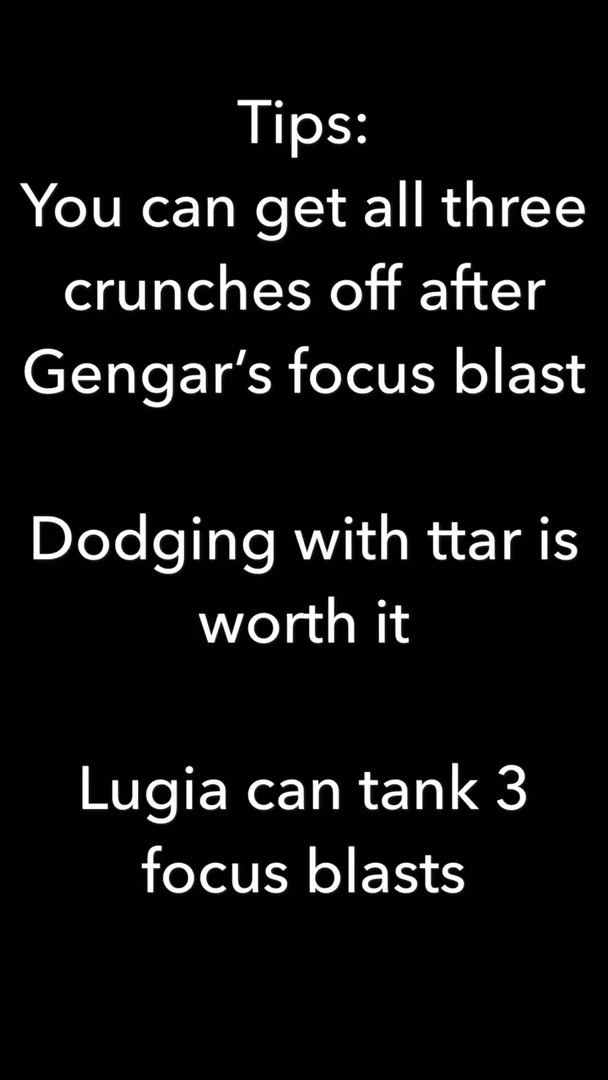 Tips:
You can get all three
crunches off after
Gengar’s focus blast
Dodging with ttar is
worth it
Lugia can tank 3
focus blasts